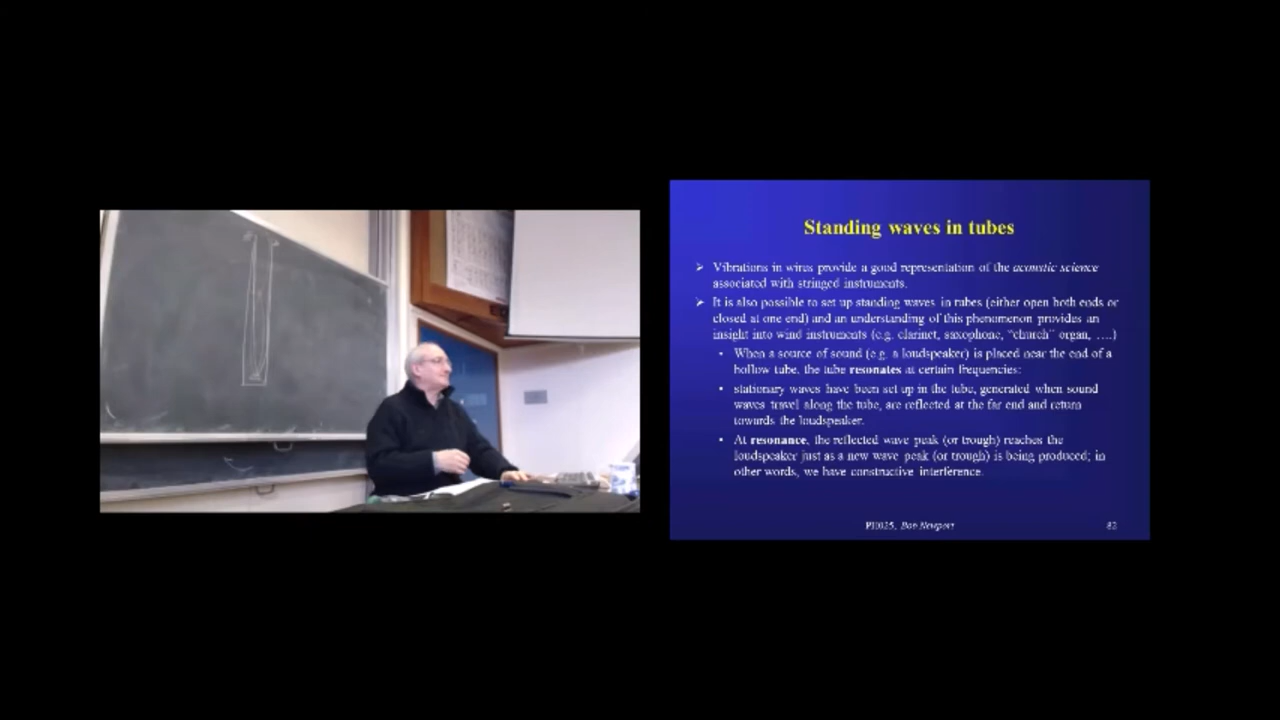 Standing waves in tubes
Vibrations in wires provide a good representation of the acoustic science
associated with stringed instruments.
It is also possible to set up standing waves in tubes (either open both ends or
closed at one end) and an understanding of this phenomenon provides an
insight into wind instruments (e.g. clarinet, saxophone, "church" organ, ....)
When a source of sound (e.g. a loudspeaker) is placed near the end of a
hollow tube, the tube resonates at certain frequencies:
stationary waves have been set up in the tube, generated when sound
waves travel along the tube, are reflected at the far end and return
towards the loudspeaker.
At resonance, the reflected wave peak (or trough) reaches the
loudspeaker just as a new wave peak (or trough) is being produced; in
other words, we have constructive interference.
PH025, Bob Newport
82